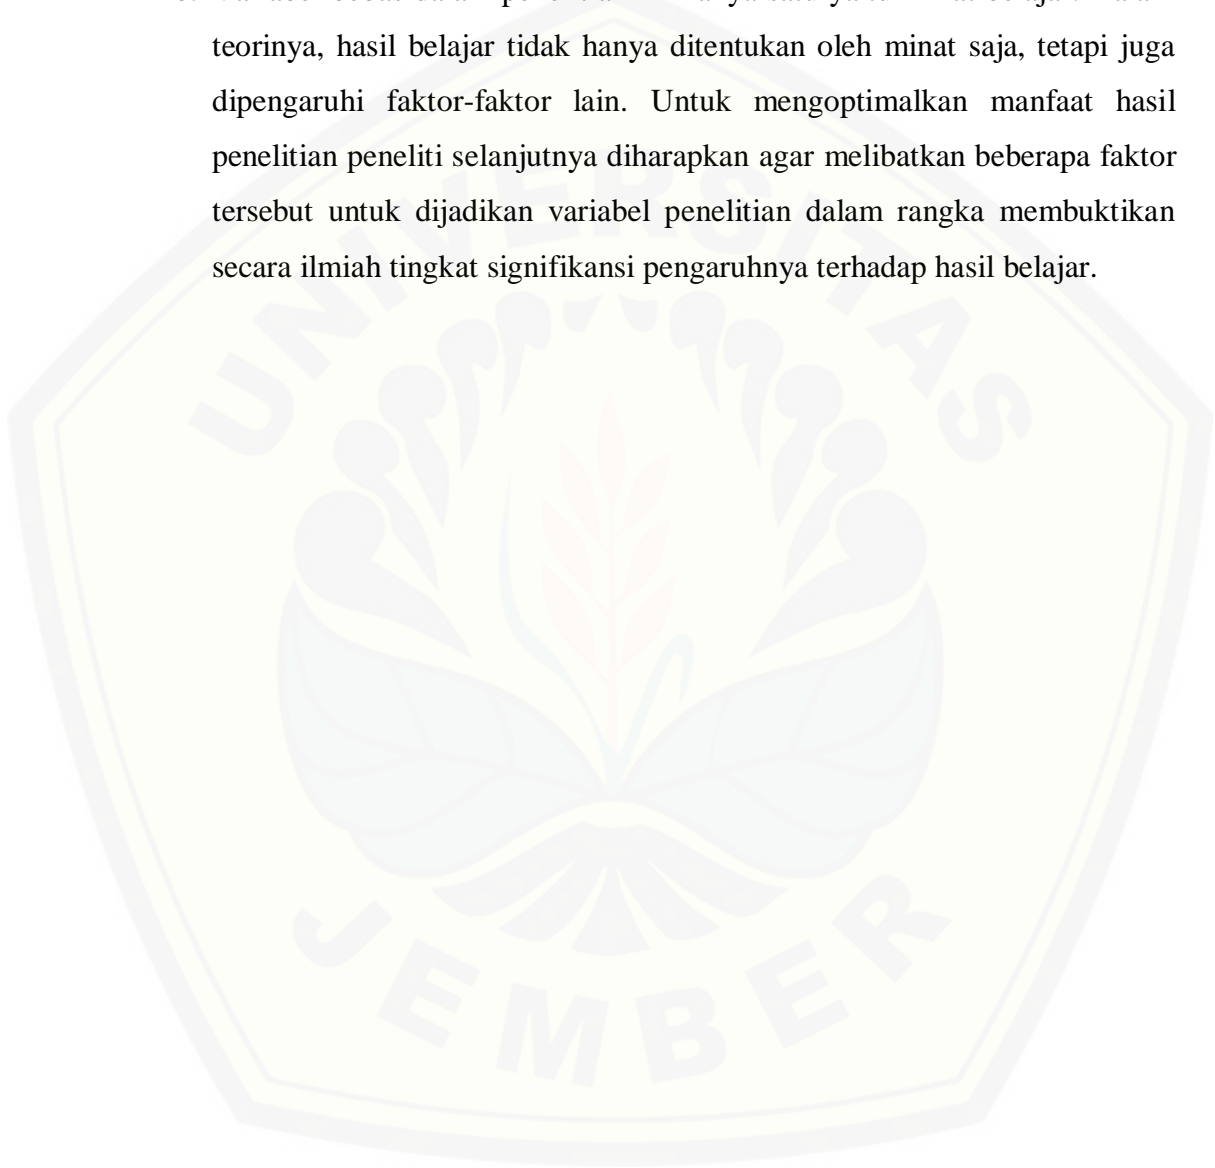 teorinya, hasil belajar tidak hanya ditentukan oleh minat saja, tetapi juga
dipengaruhi faktor-faktor lain. Untuk mengoptimalkan manfaat hasil
penelitian peneliti selanjutnya diharapkan agar melibatkan beberapa faktor
tersebut untuk dijadikan variabel penelitian dalam rangka membuktikan
secara ilmiah tingkat signifikansi pengaruhnya terhadap hasil belajar.
UNIVERSITAS
JEMBER